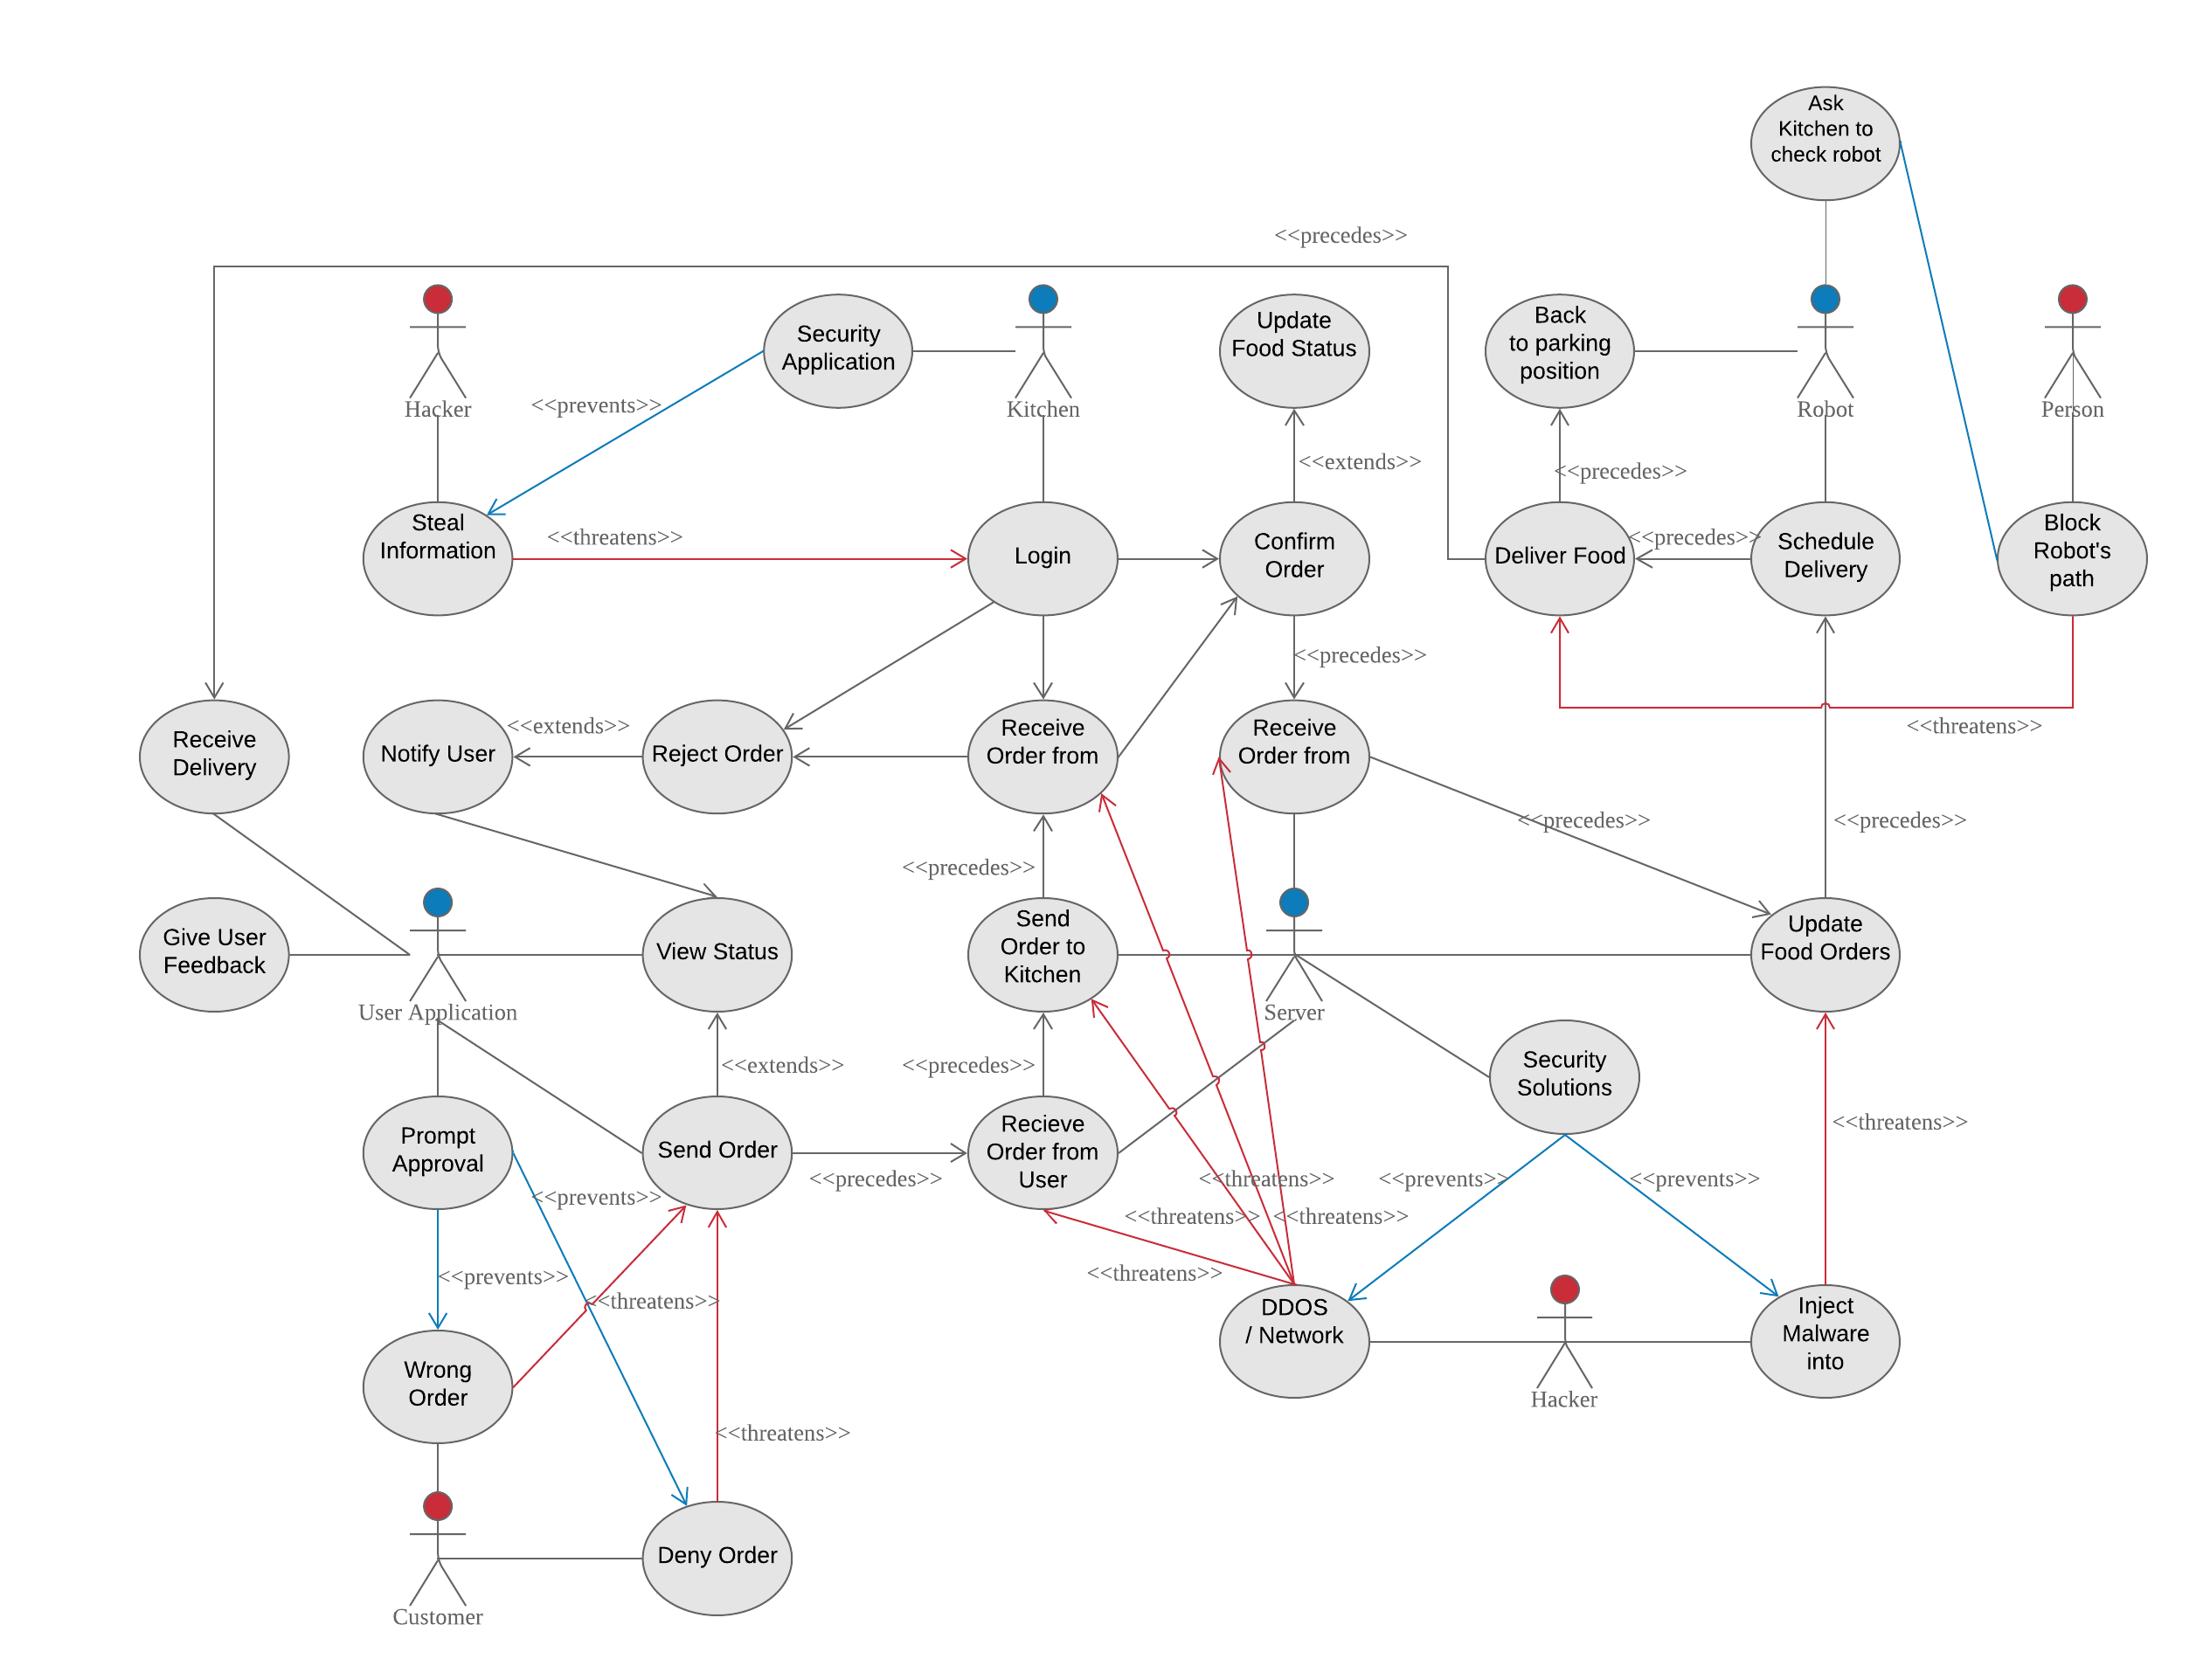 Ask
Kitchen to
check robot
<<precedes>>
Hacker
Security
Application
Kitchen
Update
Food Status
Back
to parking
position
Robot
Person
<<prevents>>
<<extends>>
<<precedes>>
Steal
Information
<<threatens>>
Login
Confirm
Order
Deliver Food
<<precedes>>
Schedule
Delivery
Block
Robot's
path
<<precedes>>
Receive
Delivery
Notify User
<<extends>>
Reject Order
Receive
Order from
Receive
Order from
<<threatens>>
<<precedes>>
<<precedes>>
<<precedes>>
Give User
Feedback
User Application
View Status
Send
Order to
Kitchen
Server
Update
Food Orders
<<extends>>
<<precedes>>
Security
Solutions
<<threatens>>
Prompt
Approval
Send Order
<<precedes>>
Recieve
Order from
User
<<prevents>>
<<threatens>>
<<prevents>>
<<prevents>>
<<threatens>>
<<threatens>>
<<prevents>>
<<threatens>>
<<threatens>>
DDOS
/ Network
Hacker
Inject
Malware
into
Wrong
Order
<<threatens>>
Customer
Deny Order